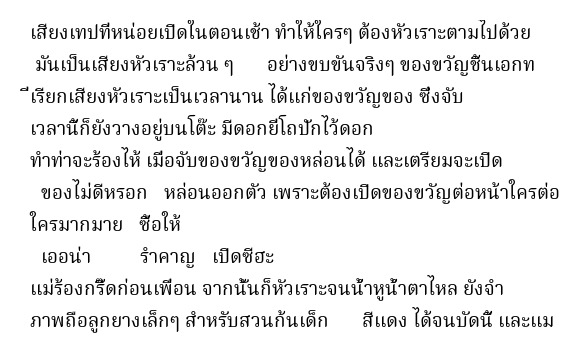 เสียงเทปที่หน่อยเปิดในตอนเช้า ทำให้ใครๆ ต้องหัวเราะตามไปด้วย
มันเป็นเสียงหัวเราะล้วน ๆ อย่างขบขันจริงๆ ของขวัญชิ้นเอกท
ี่เรียกเสียงหัวเราะเป็นเวลานาน ได้แก่ของขวัญของ ซึ่งจับ
เวลานี้ก็ยังวางอยู่บนโต๊ะ มีดอกยี่โถปักไว้ดอก
ทำท่าจะร้องไห้ เมื่อจับของขวัญของหล่อนได้ และเตรียมจะเปิด
ของไม่ดีหรอก หล่อนออกตัว เพราะต้องเปิดของขวัญต่อหน้าใครต่อ
ใครมากมาย ซื้อให้
เออน่า รำคาญ เปิดซีฮะ
แม่ร้องกรี๊ดก่อนเพื่อน จากนั้นก็หัวเราะจนน้ำหูน้ำตาไหล ยังจำ
ภาพถือลูกยางเล็กๆ สำหรับสวนก้นเด็ก สีแดง ได้จนบัดนี้ และแม